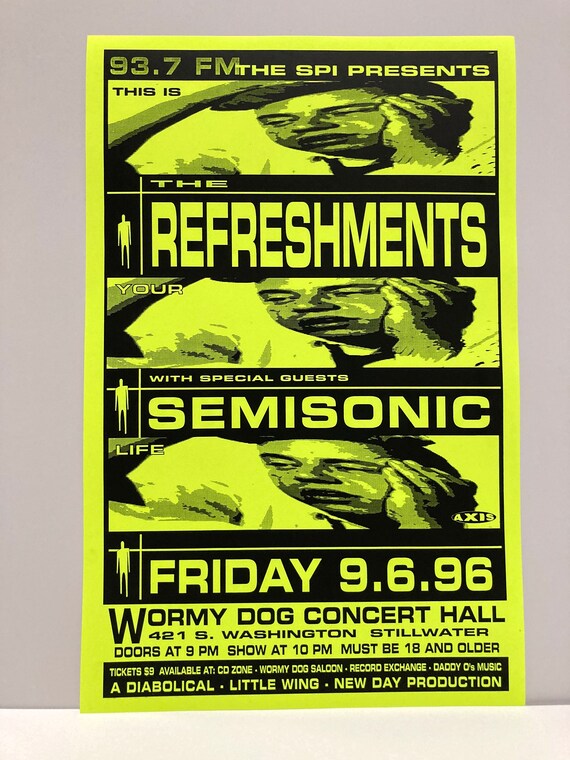 93.7 FM THE SPI PRESENTS
THIS IS
THE
REFRESHMENTS
YOUR
WITH SPECIAL GUESTS
SEMISONIC
LIFE
AXIS
FRIDAY 9.6.96
WORMY DOG CONCERT HALL
421 S. WASHINGTON STILLWATER
DOORS AT 9 PM SHOW AT 10 PM MUST BE 18 AND OLDER
TICKETS $9 AVAILABLE AT: CD ZONE - WORMY DOG SALOON - RECORD EXCHANGE - DADDY O's MUSIC
A DIABOLICAL - LITTLE WING - NEW DAY PRODUCTION